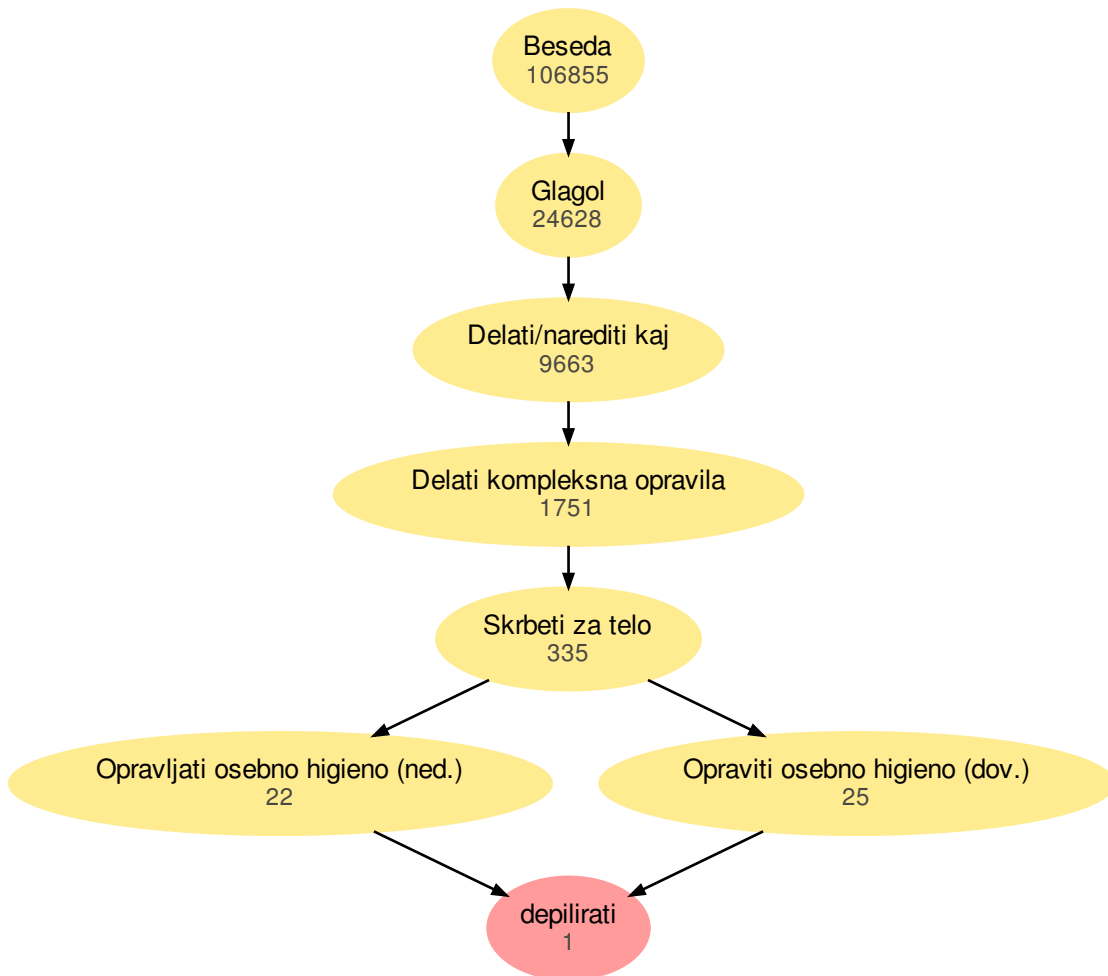 Beseda
106855
Glagol
24628
Delati/narediti kaj
9663
Delati kompleksna opravila
1751
Skrbeti za telo
335
Opravljati osebno higieno (ned.)
22
Opraviti osebno higieno (dov.)
25
depilirati
1